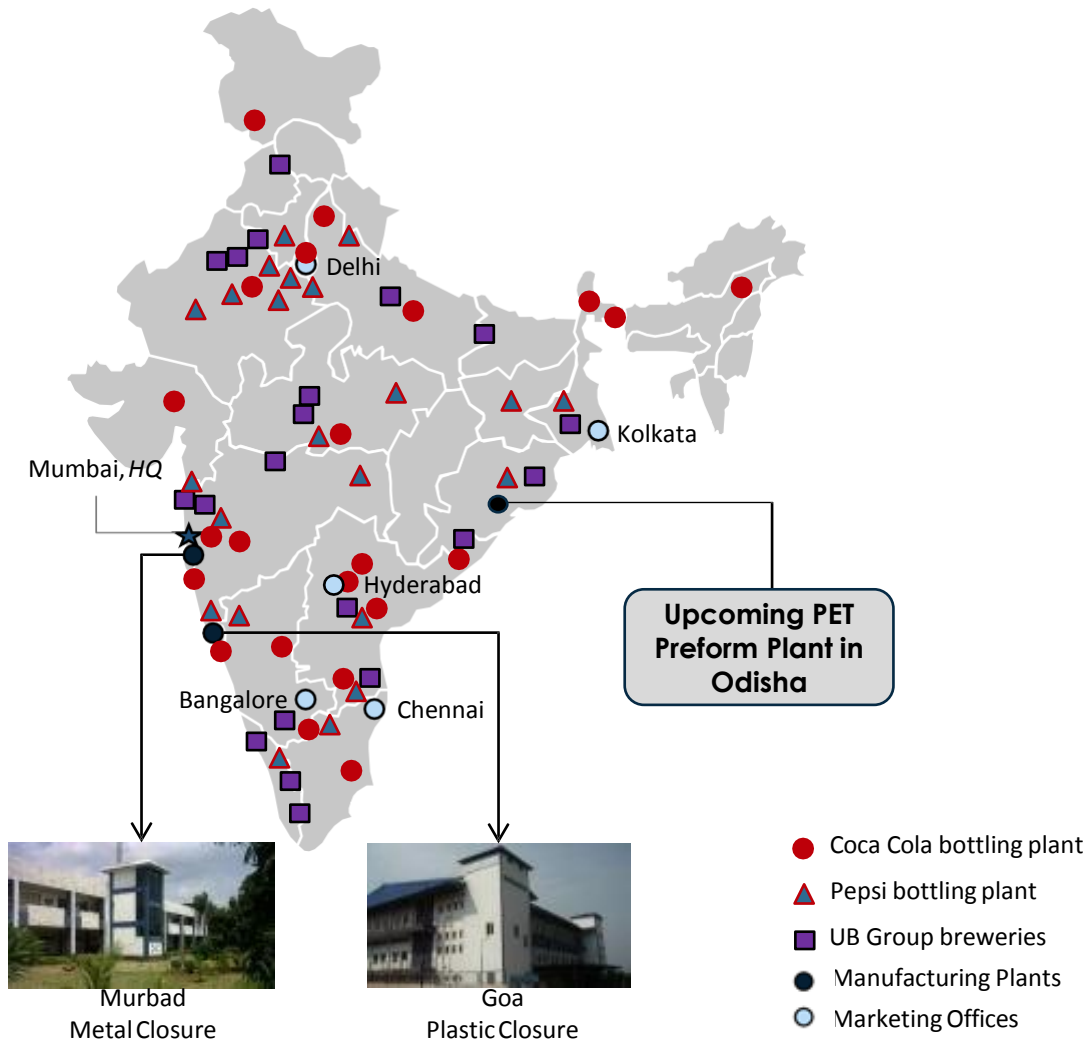 Delhi
Kolkata
Mumbai, HQ
Hyderabad
Upcoming PET
Preform Plant in
Odisha
Bangalore
Chennai
Murbad
Metal Closure
Goa
Plastic Closure
Coca Cola bottling plant
Pepsi bottling plant
UB Group breweries
Manufacturing Plants
Marketing Offices